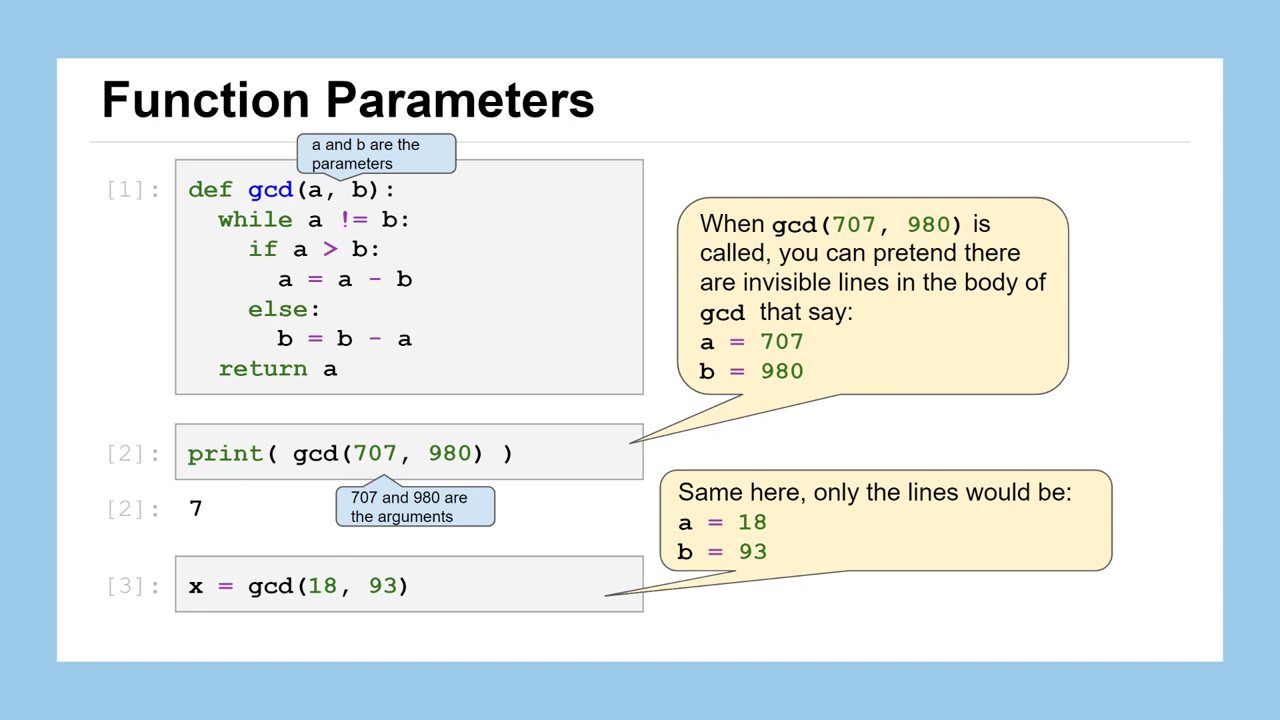 Function Parameters
a and b are the
parameters
[1]:
def gcd(a, b):
while a != b:
if a > b:
a = a - b
else:
b = b - a
return a
When gcd(707, 980) is
called, you can pretend there
are invisible lines in the body of
gcd that say:
a = 707
b = 980
[2]: print( gcd(707, 980) )
707 and 980 are
the arguments
[2]: 7
Same here, only the lines would be:
a = 18
b = 93
[3]: x = gcd(18, 93)